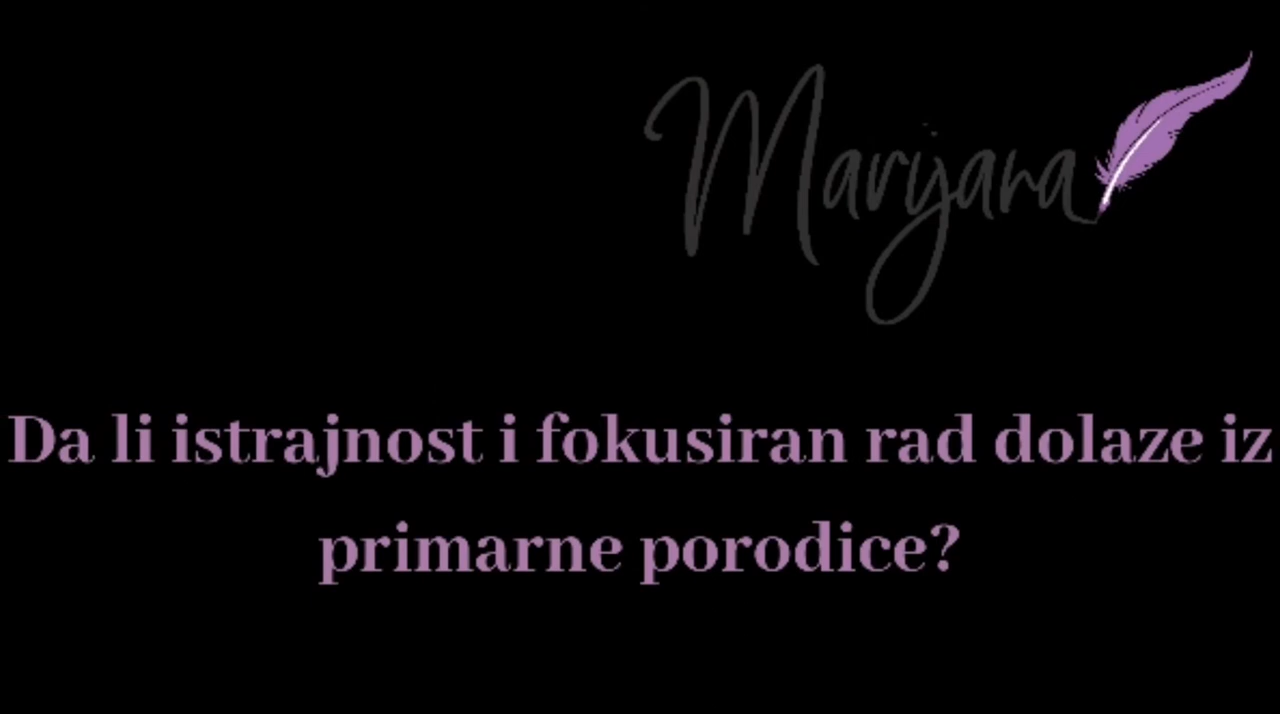 Marijana
Da li istrajnost i fokusiran rad dolaze iz
primarne porodice?